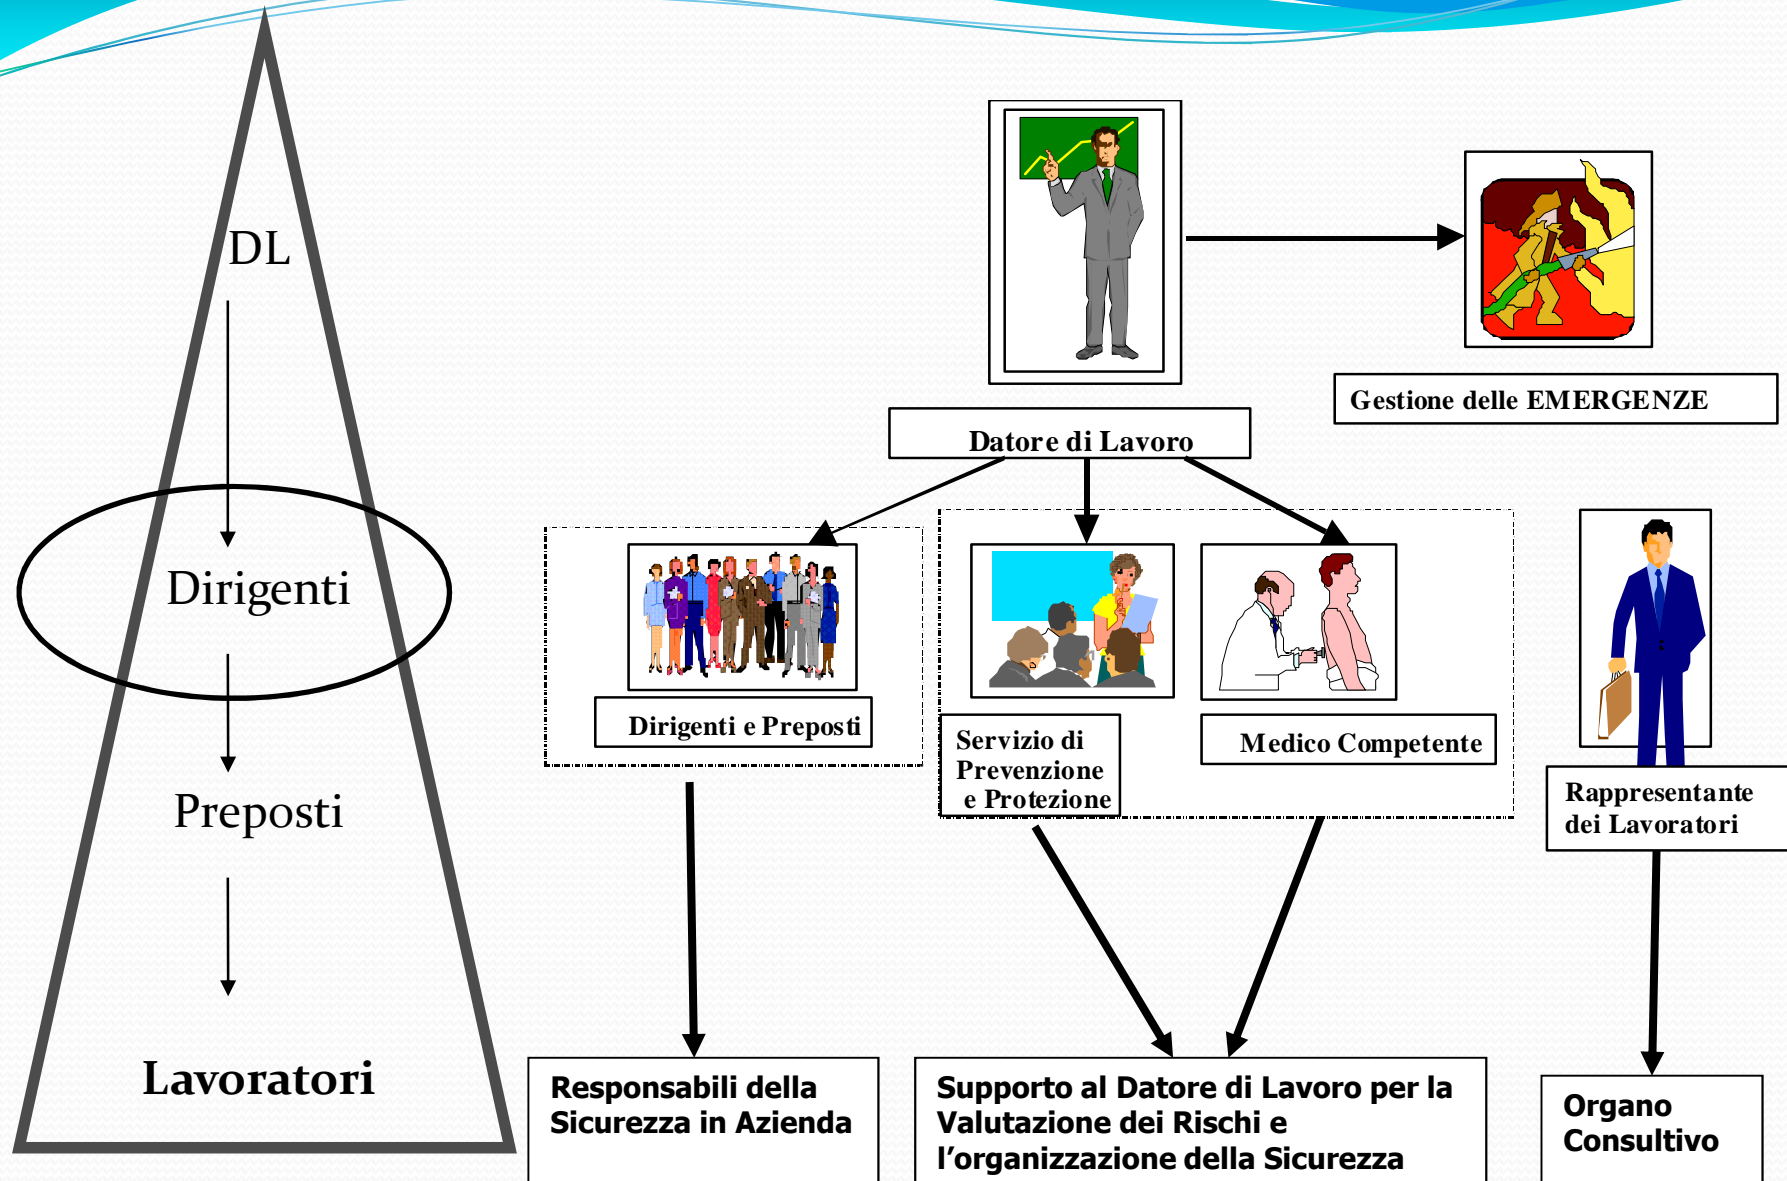 DL
Dirigenti
Preposti
Lavoratori
Gestione delle EMERGENZE
Datore di Lavoro
Dirigenti e Preposti
Servizio di
Prevenzione
e Protezione
Medico Competente
Rappresentante
dei Lavoratori
Responsabili della
Sicurezza in Azienda
Supporto al Datore di Lavoro per la
Valutazione dei Rischi e
l’organizzazione della Sicurezza
Organo
Consultivo